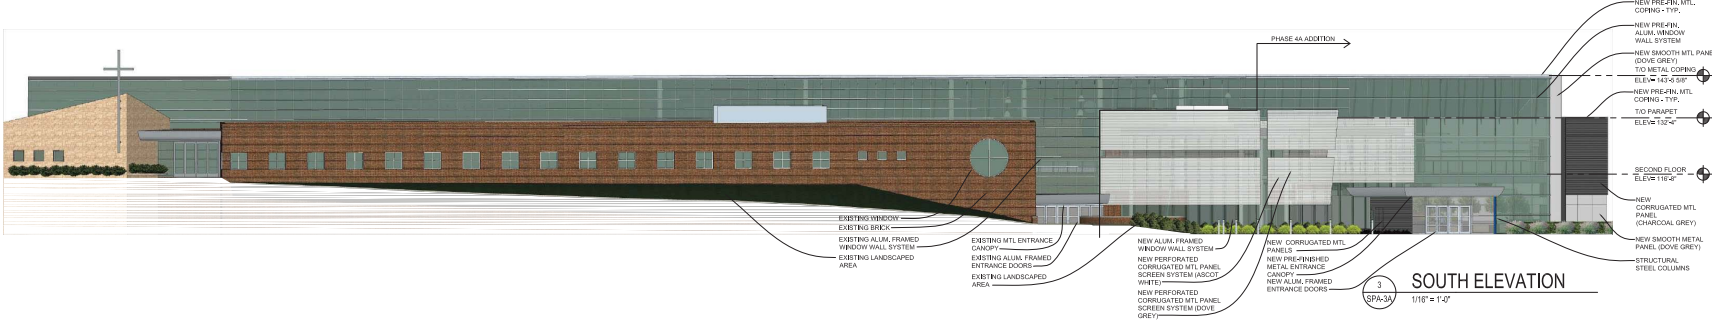 PHASE 4A ADDITION
NEW PRE-FIN. MTL.
COPING - TYP.
NEW PRE-FIN.
ALUM. WINDOW
WALL SYSTEM
NEW SMOOTH MTL PANE
(DOVE GREY)
T/O METAL COPING
ELEV= 143'-5 5/8"
NEW PRE-FIN. MTL
COPING - TYP.
T/O PARAPET
ELEV= 132'-4"
SECOND FLOOR
ELEV= 116'-8"
NEW
CORRUGATED MTL
PANEL
(CHARCOAL GREY)
NEW SMOOTH METAL
PANEL (DOVE GREY)
STRUCTURAL
STEEL COLUMNS
EXISTING WINDOW
EXISTING BRICK
EXISTING ALUM. FRAMED
WINDOW WALL SYSTEM
EXISTING LANDSCAPED
AREA
EXISTING MTL ENTRANCE
CANOPY
EXISTING ALUM. FRAMED
ENTRANCE DOORS
EXISTING LANDSCAPED
AREA
NEW ALUM. FRAMED
WINDOW WALL SYSTEM
NEW PERFORATED
CORRUGATED MTL PANEL
SCREEN SYSTEM (ASCOT
WHITE)
NEW PERFORATED
CORRUGATED MTL PANEL
SCREEN SYSTEM (DOVE
GREY)
NEW CORRUGATED MTL
PANELS
NEW PRE-FINISHED
METAL ENTRANCE
CANOPY
NEW ALUM. FRAMED
ENTRANCE DOORS
3
SPA-3A
SOUTH ELEVATION
1/16" = 1'-0"